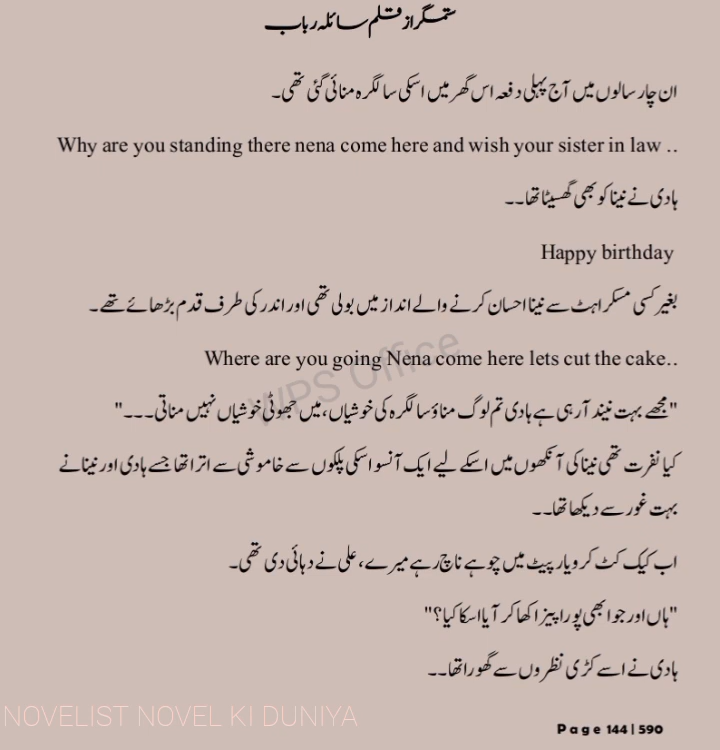 ستمگر از قلم سائلہ رباب
ان چار سالوں میں آج پہلی دفعہ اس گھر میں اسکی سالگرہ منائی گئی تھی۔
Why are you standing there nena come here and wish your sister in law ..
ہادی نے نینا کو بھی گھسیٹا تھا۔۔
Happy birthday
بغیر کسی مسکراہٹ سے نینا احسان کرنے والے انداز میں بولی تھی اور اندر کی طرف قدم بڑھائے تھے۔
Where are you going Nena come here lets cut the cake..
"مجھے بہت نیند آرہی ہے ہادی تم لوگ مناؤ سالگرہ کی خوشیاں، میں جھوٹی خوشیاں نہیں مناتی۔۔۔"
کیا نفرت تھی نینا کی آنکھوں میں اسکے لیے ایک آنسو اسکی پلکوں سے خاموشی سے اترا تھا جسے ہادی اور نینا نے
بہت غور سے دیکھا تھا۔۔
اب کیک کٹ کرو یار پیٹ میں چوہے ناچ رہے میرے، علی نے دہائی دی تھی۔
"ہاں اور جو ابھی پورا پیزا کھا کر آیا اسکا کیا؟"
ہادی نے اسے کڑی نظروں سے گھورا تھا۔۔
WPS Office
NOVELIST NOVEL KI DUNIYA
Page 144 | 590